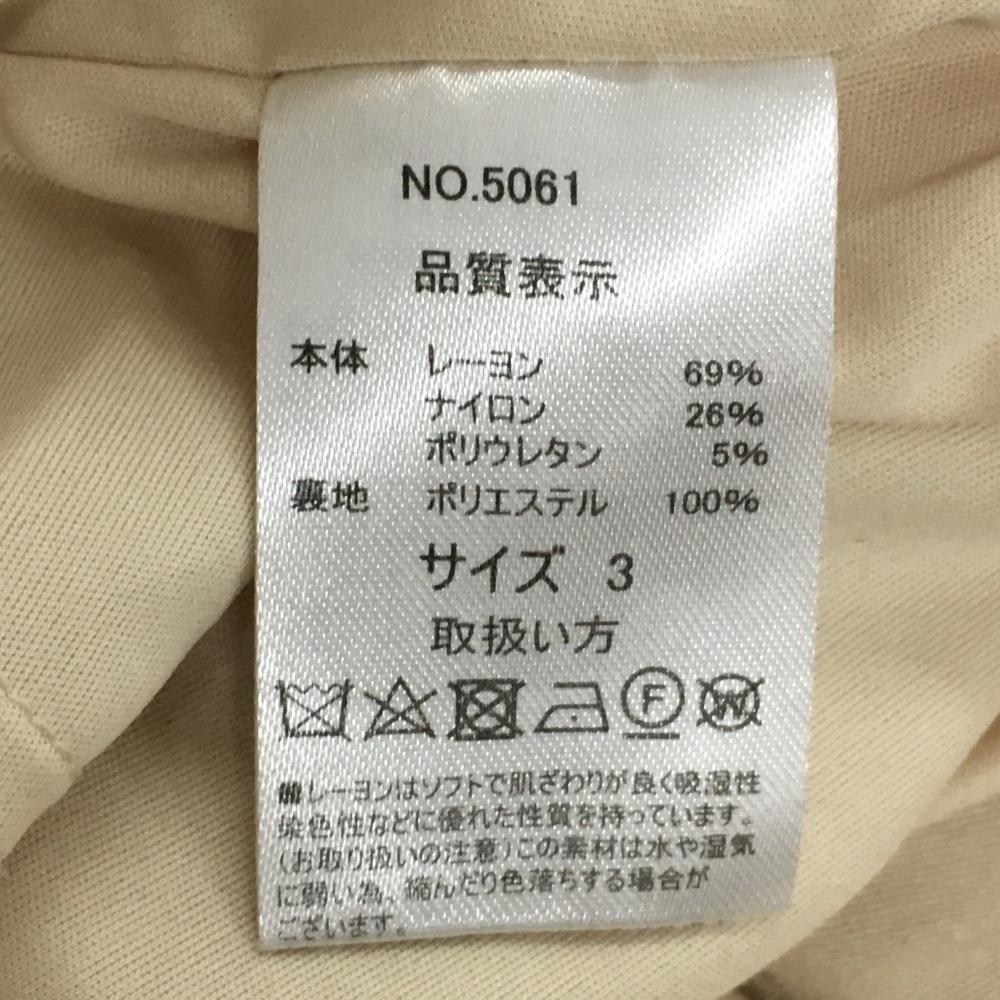 NO.5061
品質表示
本体 レーヨン 69%
ナイロン 26%
ポリウレタン 5%
裏地 ポリエステル 100%
サイズ 3
取扱い方
F W
レーヨンはソフトで肌ざわりが良く吸湿性
染色性などに優れた性質を持っています。
(お取り扱いの注意)この素材は水や湿気
に弱い為、縮んだり色落ちする場合が
ございます。